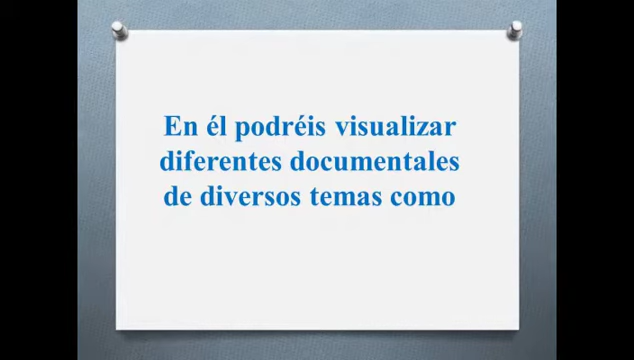 En él podréis visualizar
diferentes documentales
de diversos temas como